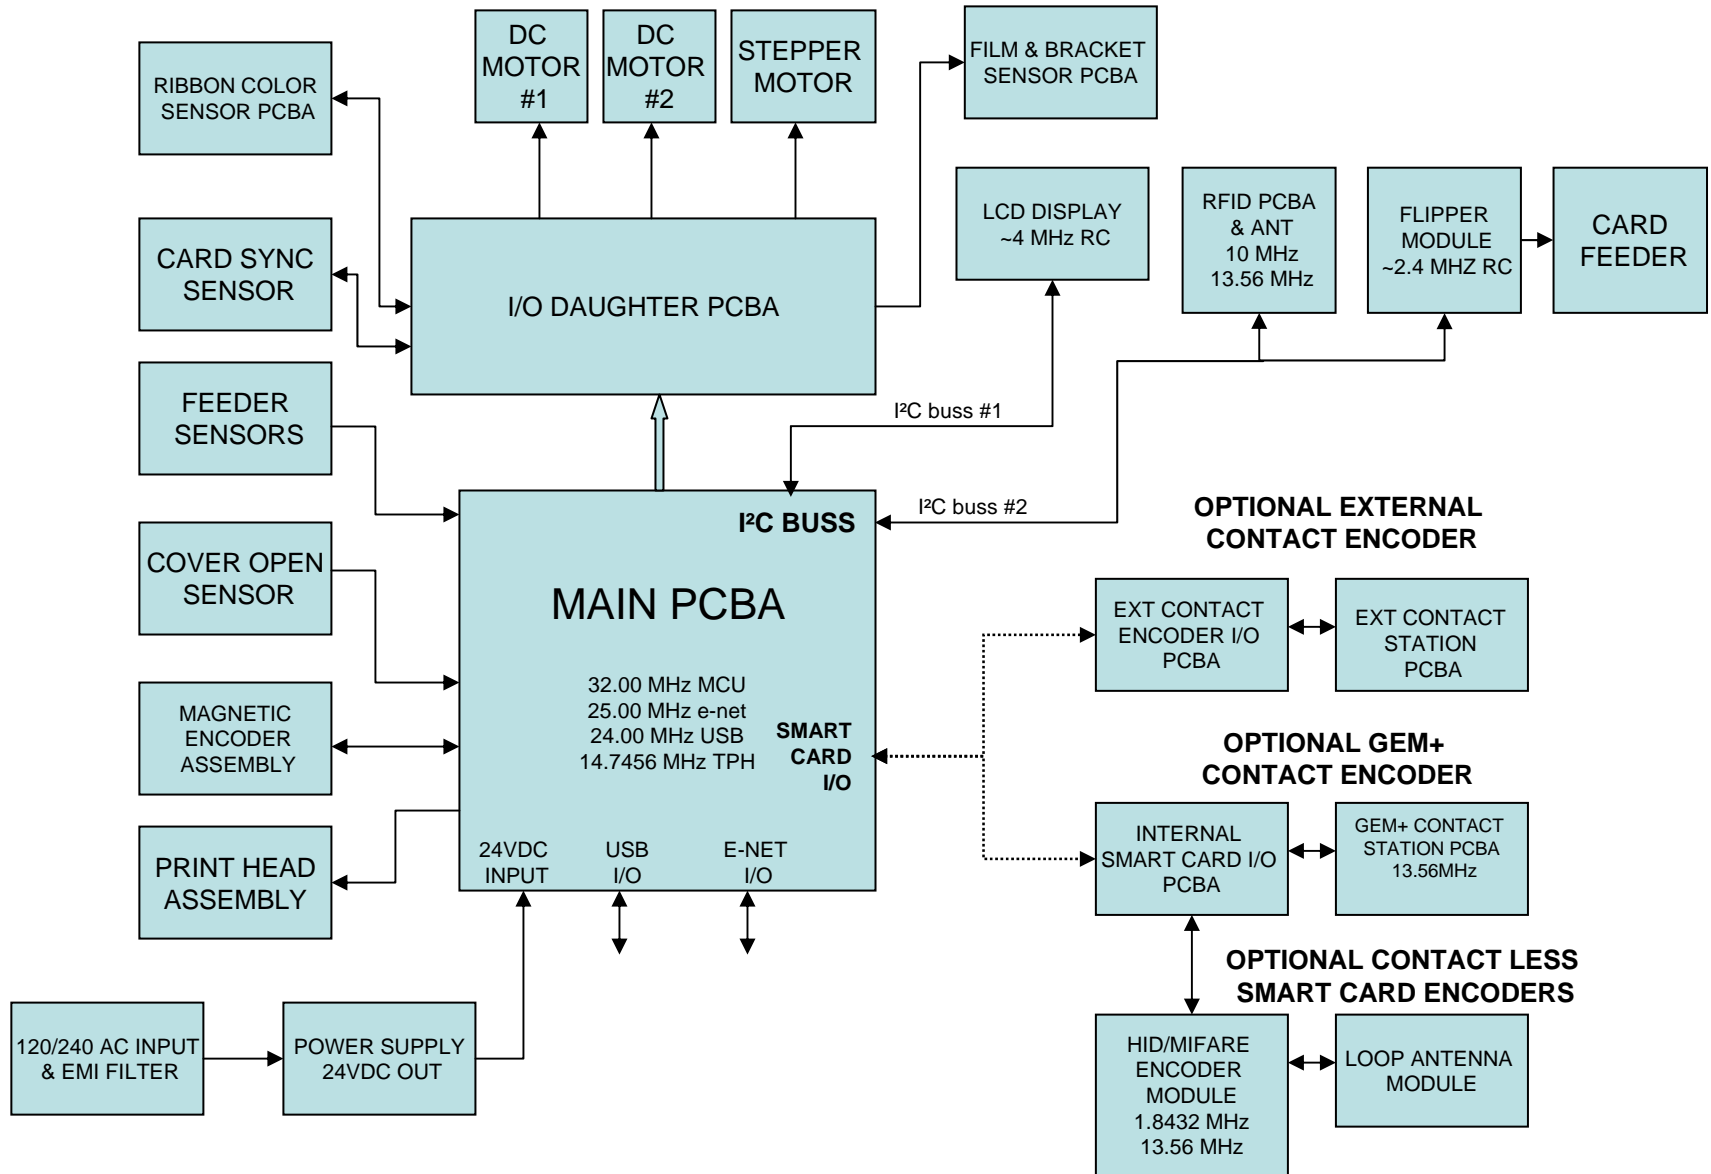 DC
MOTOR
#1
DC
MOTOR
#2
STEPPER
MOTOR
FILM & BRACKET
SENSOR PCBA
RIBBON COLOR
SENSOR PCBA
LCD DISPLAY
~4 MHz RC
RFID PCBA
& ANT
10 MHz
13.56 MHz
FLIPPER
MODULE
~2.4 MHZ RC
CARD
FEEDER
CARD SYNC
SENSOR
I/O DAUGHTER PCBA
FEEDER
SENSORS
I²C buss #1
I²C buss #2
I²C BUSS
OPTIONAL EXTERNAL
CONTACT ENCODER
COVER OPEN
SENSOR
MAIN PCBA
EXT CONTACT
ENCODER I/O
PCBA
EXT CONTACT
STATION
PCBA
32.00 MHz MCU
25.00 MHz e-net
24.00 MHz USB
14.7456 MHz TPH
SMART
CARD
I/O
MAGNETIC
ENCODER
ASSEMBLY
OPTIONAL GEM+
CONTACT ENCODER
PRINT HEAD
ASSEMBLY
24VDC
INPUT
USB
I/O
E-NET
I/O
INTERNAL
SMART CARD I/O
PCBA
GEM+ CONTACT
STATION PCBA
13.56MHz
OPTIONAL CONTACT LESS
SMART CARD ENCODERS
120/240 AC INPUT
& EMI FILTER
POWER SUPPLY
24VDC OUT
HID/MIFARE
ENCODER
MODULE
1.8432 MHz
13.56 MHz
LOOP ANTENNA
MODULE